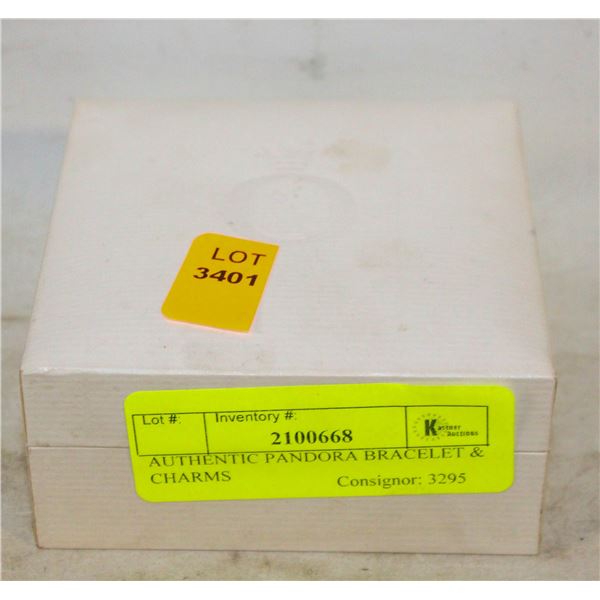 LOT
3401
Lot #:
Inventory #:
2100668
Kastner
Auctions
AUTHENTIC PANDORA BRACELET &
CHARMS
Consignor: 3295